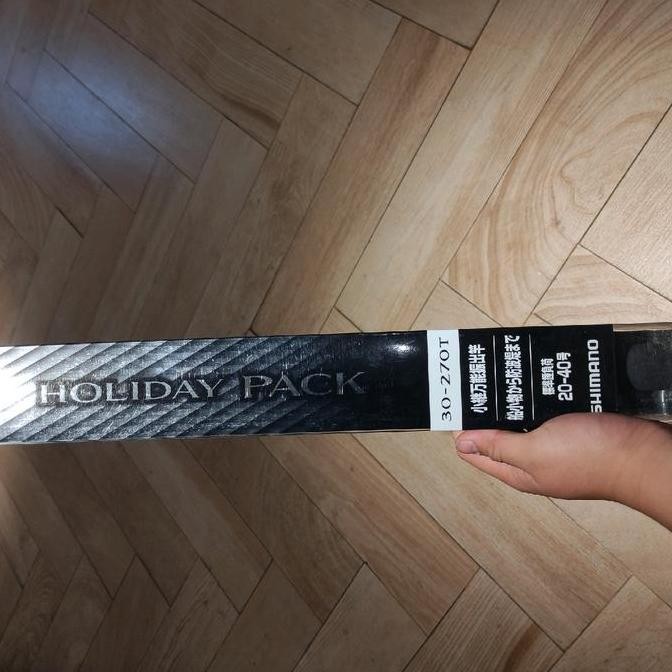 HOLIDAY PACK
30-270T
小継万能振出竿
船小物から防波堤まで
標準錘負荷
20-40号
SHIMANO